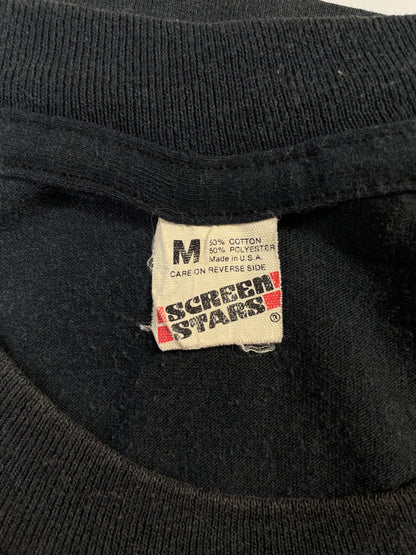 M 50% COTTON
50% POLYESTER
Made in U.S.A.
CARE ON REVERSE SIDE
SCREEN
STARS®